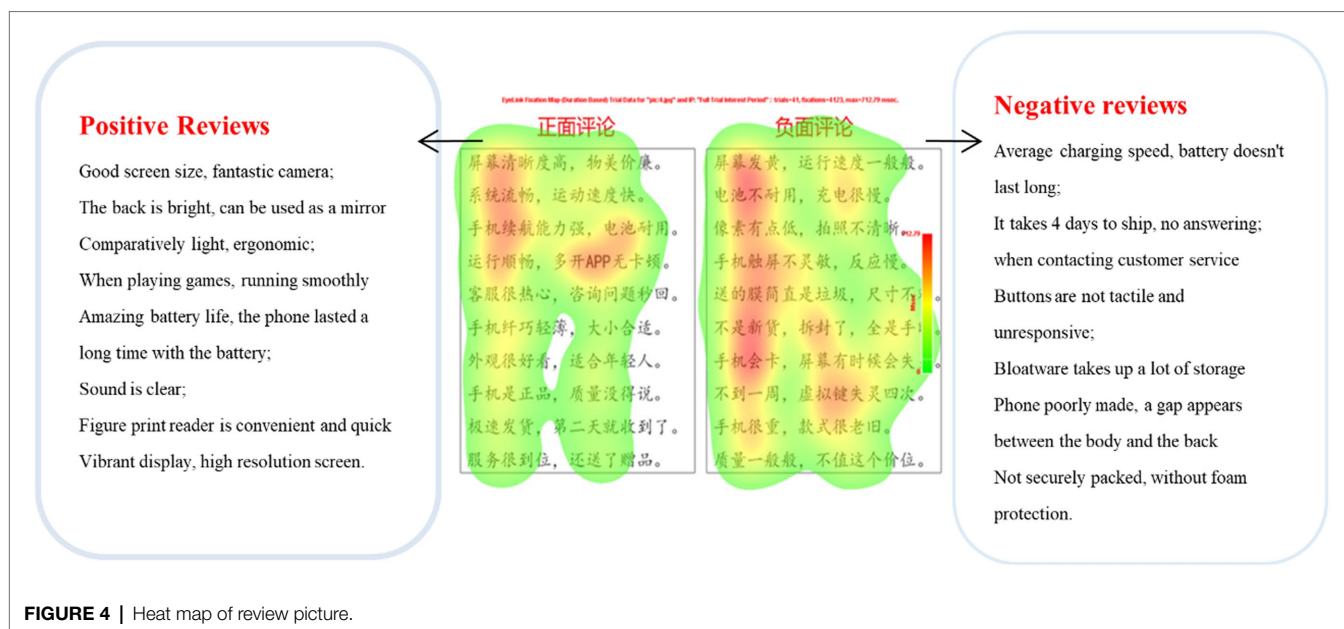 Positive Reviews
Good screen size, fantastic camera;
The back is bright, can be used as a mirror
Comparatively light, ergonomic;
When playing games, running smoothly
Amazing battery life, the phone lasted a
long time with the battery;
Sound is clear;
Figure print reader is convenient and quick
Vibrant display, high resolution screen.
EyeLink Fixation Map (Duration Based) Trial Data for "pic4.jpg" and IP: "Full Trial Interest Period" : trials=41, fixations=4123, max=712.79 msec.
正面评论
屏幕清晰度高，物美价廉。
系统流畅，运动速度快。
手机续航能力强，电池耐用。
运行顺畅，多开APP无卡顿。
客服很热心，咨询问题秒回。
手机纤巧轻薄，大小合适。
外观很好看，适合年轻人。
手机是正品，质量没得说。
极速发货，第二天就收到了。
服务很到位，还送了赠品。
负面评论
屏幕发黄，运行速度一般般。
电池不耐用，充电很慢。
像素有点低，拍照不清晰。
手机触屏不灵敏，反应慢。
送的膜简直是垃圾，尺寸不。
不是新货，拆封了，全是手
手机会卡，屏幕有时候会失。
不到一周，虚拟键失灵四次。
手机很重，款式很老旧。
质量一般般，不值这个价位。
712.79
0
Negative reviews
Average charging speed, battery doesn't
last long;
It takes 4 days to ship, no answering;
when contacting customer service
Buttons are not tactile and
unresponsive;
Bloatware takes up a lot of storage
Phone poorly made, a gap appears
between the body and the back
Not securely packed, without foam
protection.
FIGURE 4 | Heat map of review picture.